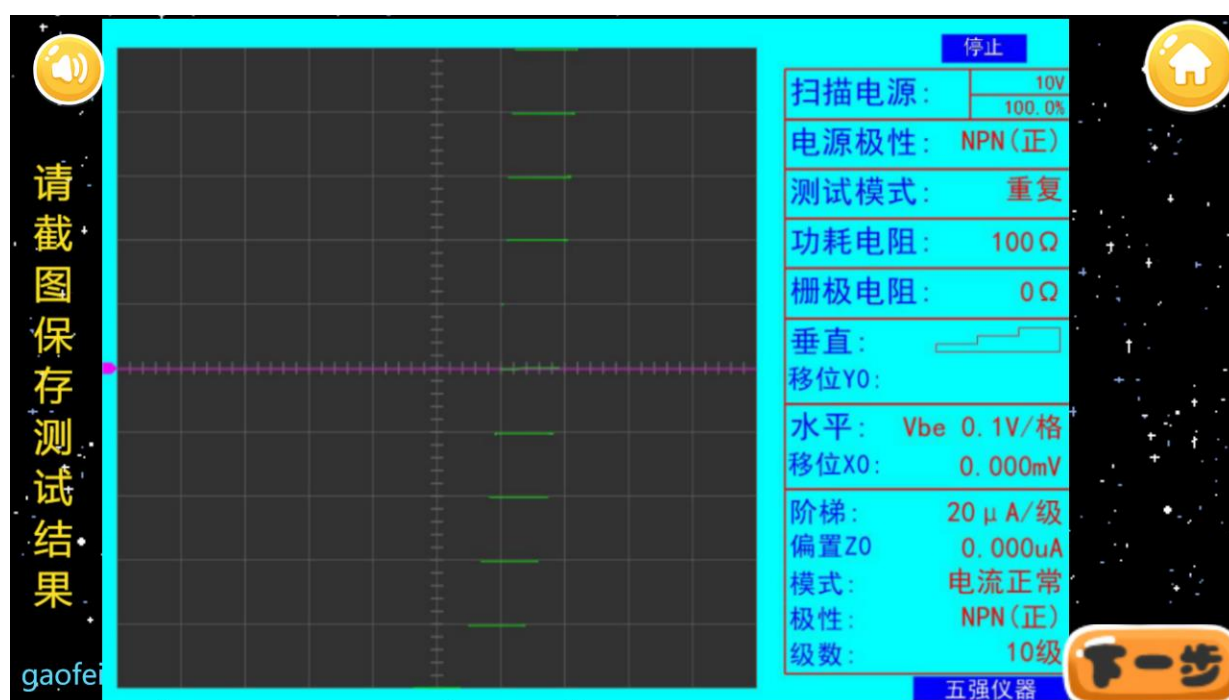 请截图保存测试结果
gaofei
停止
扫描电源: 10V
100.0%
电源极性: NPN(正)
测试模式: 重复
功耗电阻: 100Ω
栅极电阻: 0Ω
垂直:
移位Y0:
水平: Vbe 0.1V/格
移位X0: 0.000mV
阶梯: 20μA/级
偏置Z0 0.000uA
模式: 电流正常
极性: NPN(正)
级数: 10级
五强仪器
下一步